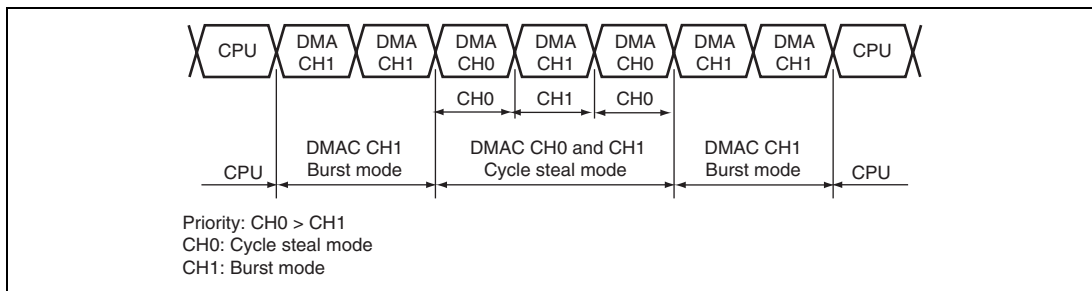 CPU DMA CH1 DMA CH1 DMA CH0 DMA CH1 DMA CH0 DMA CH1 DMA CH1 CPU
CH0 CH1 CH0
DMAC CH1 DMAC CH0 and CH1 DMAC CH1
CPU Burst mode Cycle steal mode Burst mode CPU
Priority: CH0 > CH1
CH0: Cycle steal mode
CH1: Burst mode